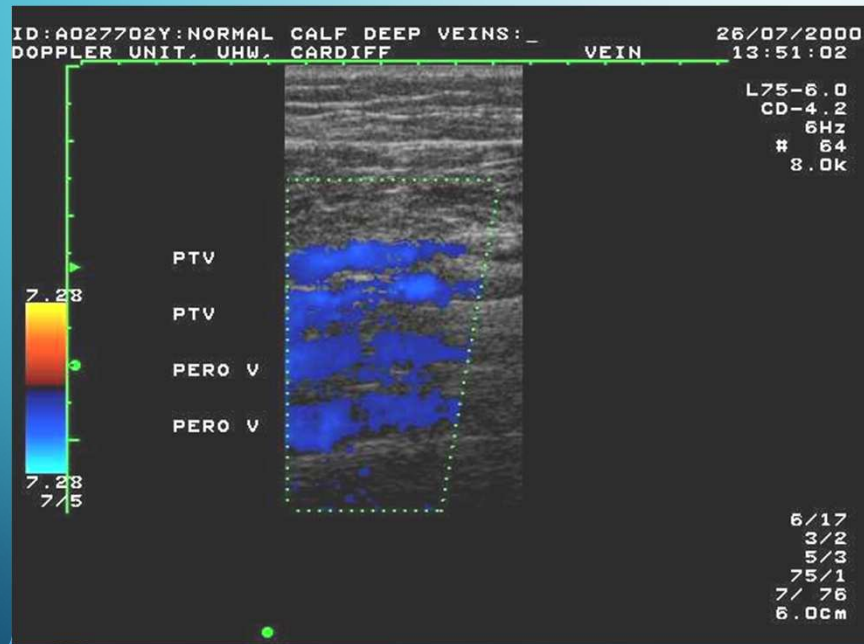 ID:A027702Y:NORMAL CALF DEEP VEINS:_ 26/07/2000
DOPPLER UNIT, UHW, CARDIFF VEIN 13:51:02
L75-6.0
CD-4.2
6Hz
# 64
8.0k
PTV
7.28
PTV
PERO V
PERO V
7.28
7/5
6/17
3/2
5/3
75/1
7/ 76
6.0cm